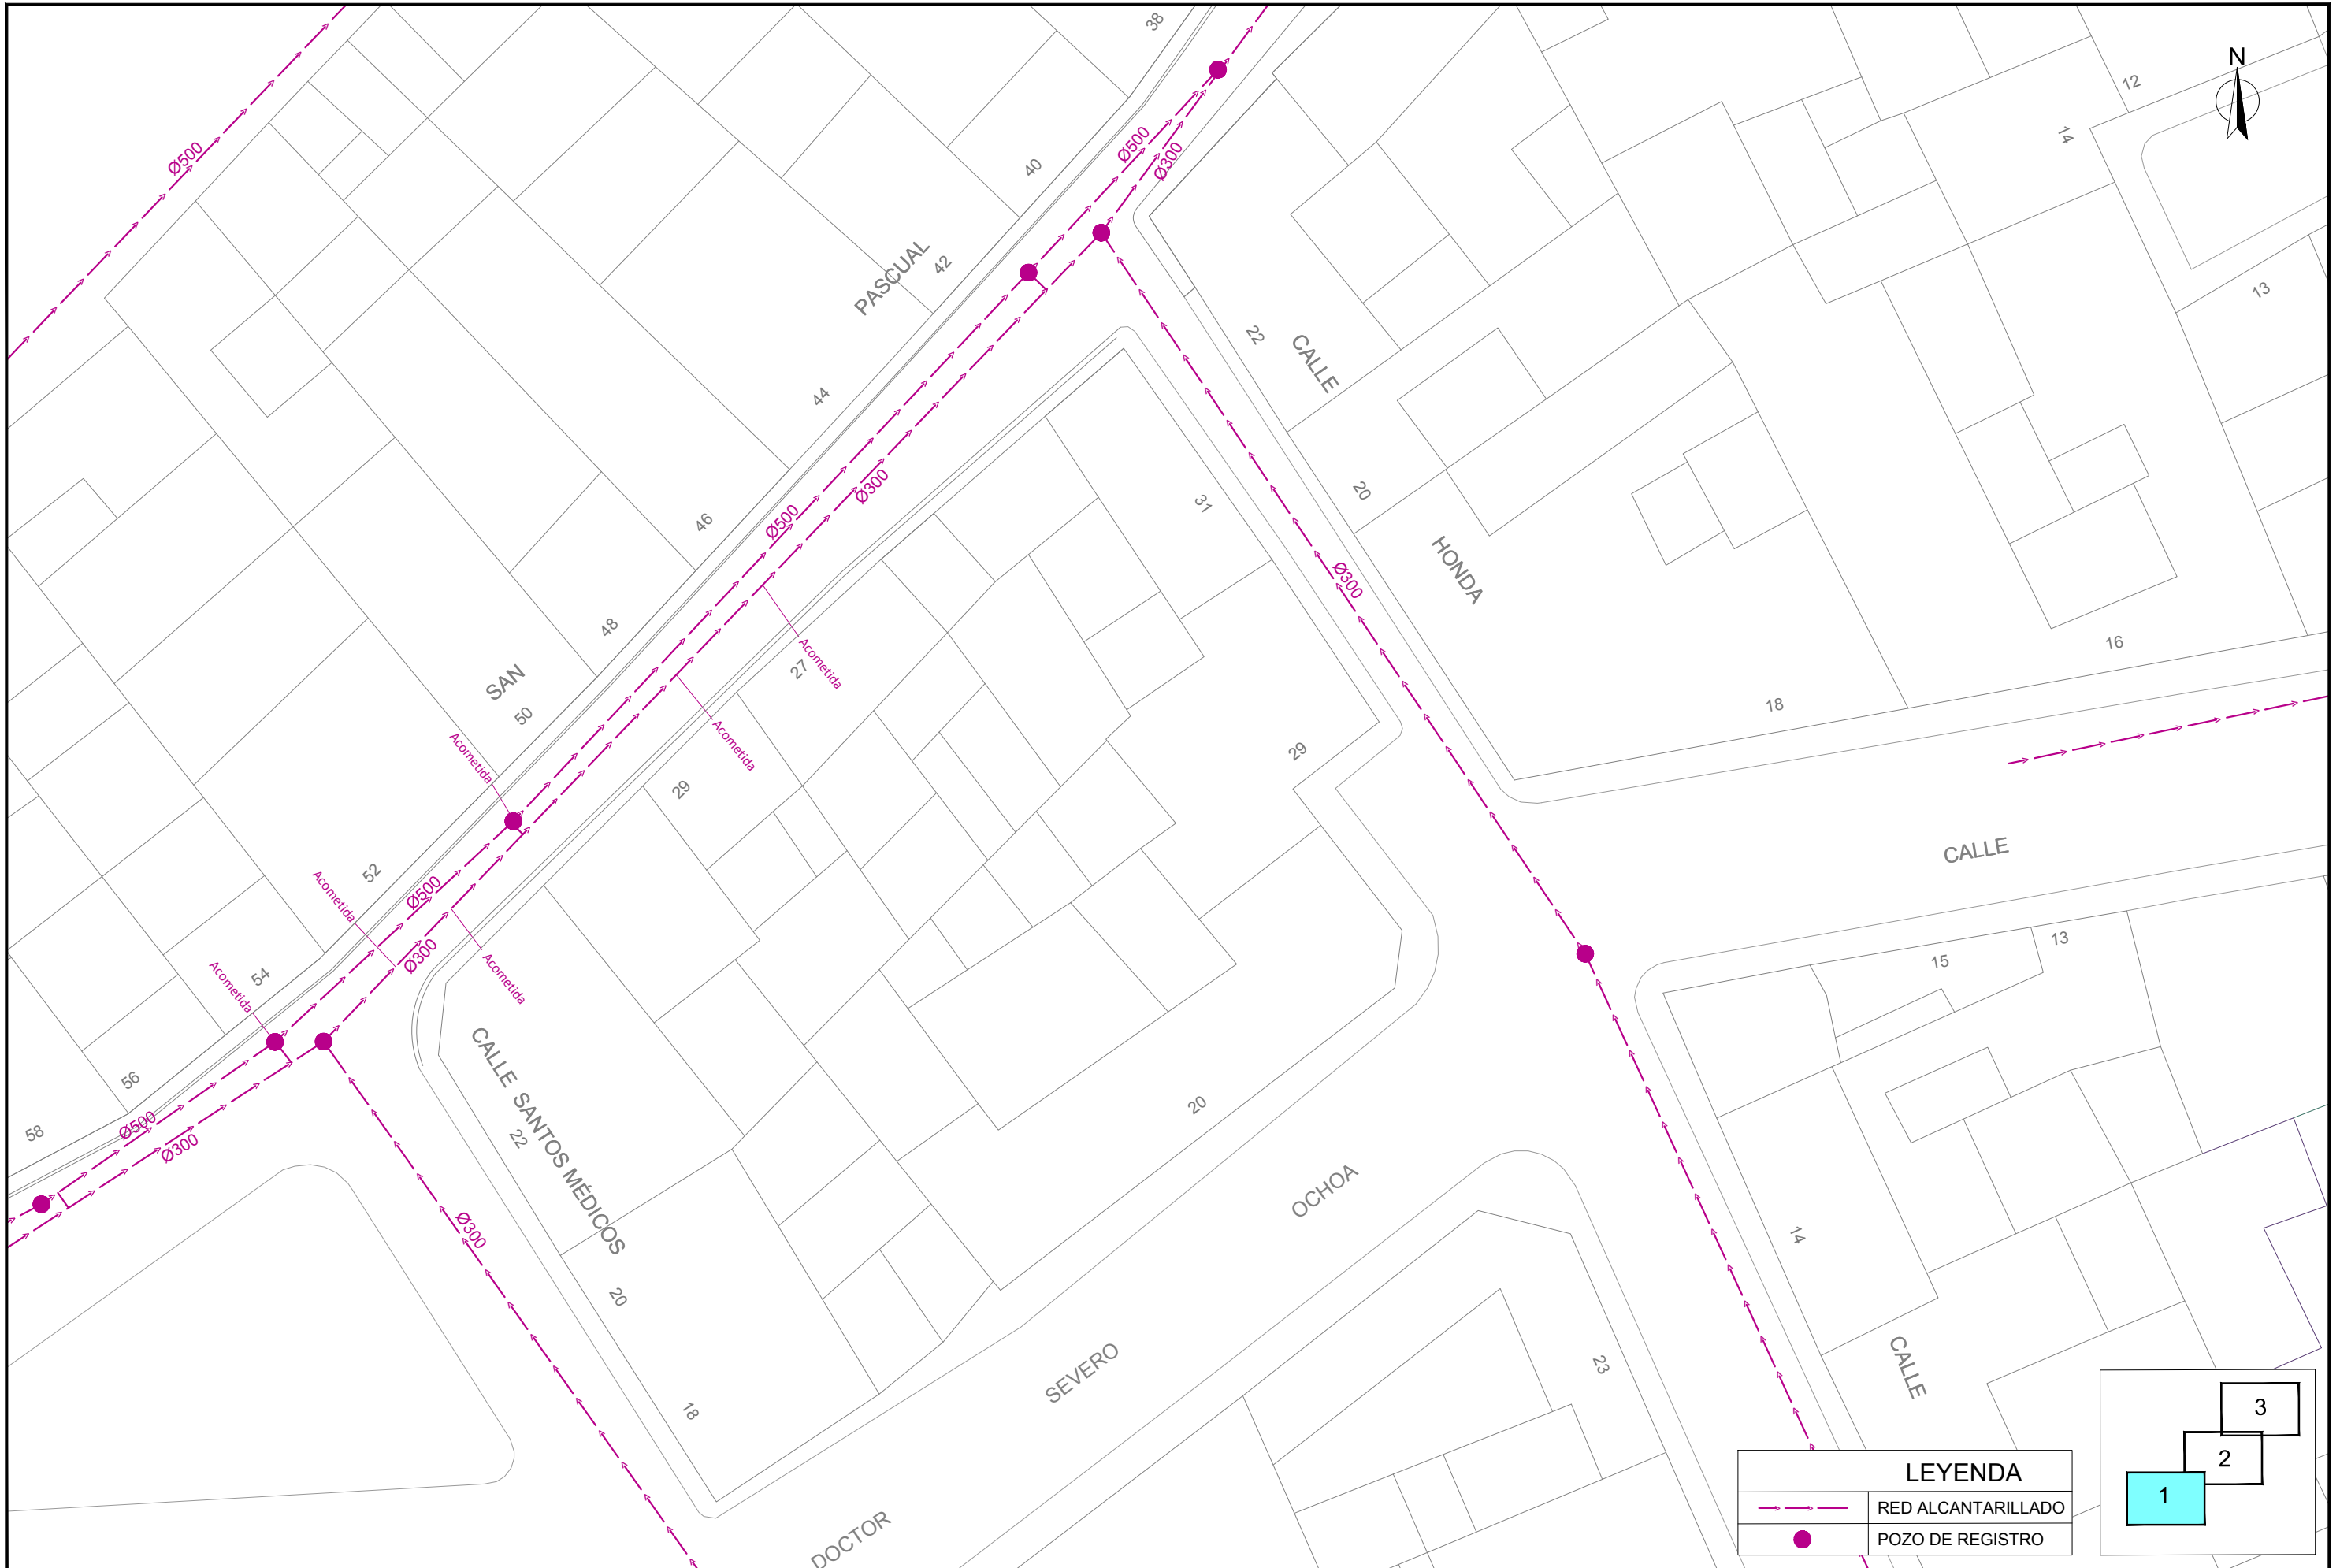 38
N
12
14
Ø500
Ø500
Ø300
40
PASCUAL
42
13
22
CALLE
44
Ø300
20
31
46
Ø500
HONDA
Ø300
48
16
27
Acometida
SAN
18
50
Acometida
Acometida
29
29
CALLE
52
Acometida
Ø500
13
15
Ø300
54
Acometida
Acometida
CALLE SANTOS MÉDICOS
56
20
58
Ø500
22
Ø300
OCHOA
Ø300
14
20
SEVERO
23
CALLE
18
3
2
1
DOCTOR
LEYENDA
RED ALCANTARILLADO
POZO DE REGISTRO